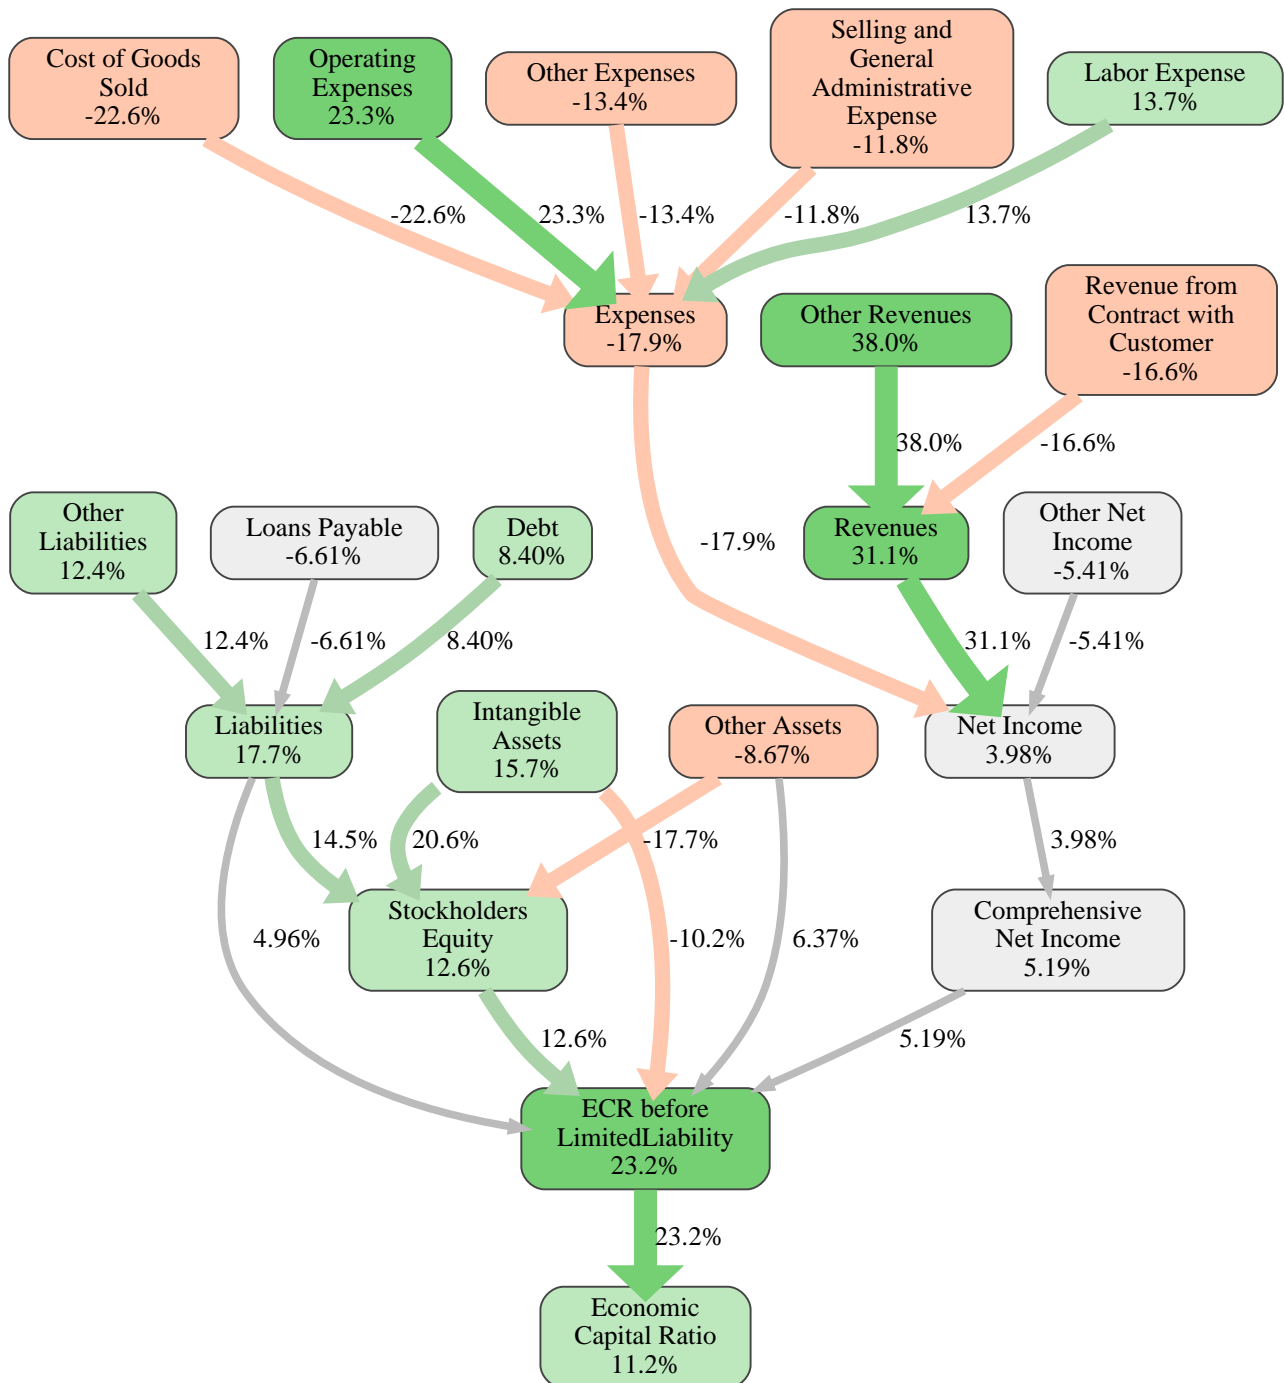 Cost of Goods
Sold
-22.6%
Operating
Expenses
23.3%
Other Expenses
-13.4%
Selling and
General
Administrative
Expense
-11.8%
Labor Expense
13.7%
-22.6%
23.3%
-13.4%
-11.8%
13.7%
Expenses
-17.9%
Other Revenues
38.0%
Revenue from
Contract with
Customer
-16.6%
38.0%
-16.6%
Other
Liabilities
12.4%
Loans Payable
-6.61%
Debt
8.40%
-17.9%
Revenues
31.1%
Other Net
Income
-5.41%
12.4%
-6.61%
8.40%
31.1%
-5.41%
Liabilities
17.7%
Intangible
Assets
15.7%
Other Assets
-8.67%
Net Income
3.98%
14.5%
20.6%
-17.7%
3.98%
Stockholders
Equity
12.6%
4.96%
-10.2%
6.37%
Comprehensive
Net Income
5.19%
12.6%
5.19%
ECR before
LimitedLiability
23.2%
23.2%
Economic
Capital Ratio
11.2%